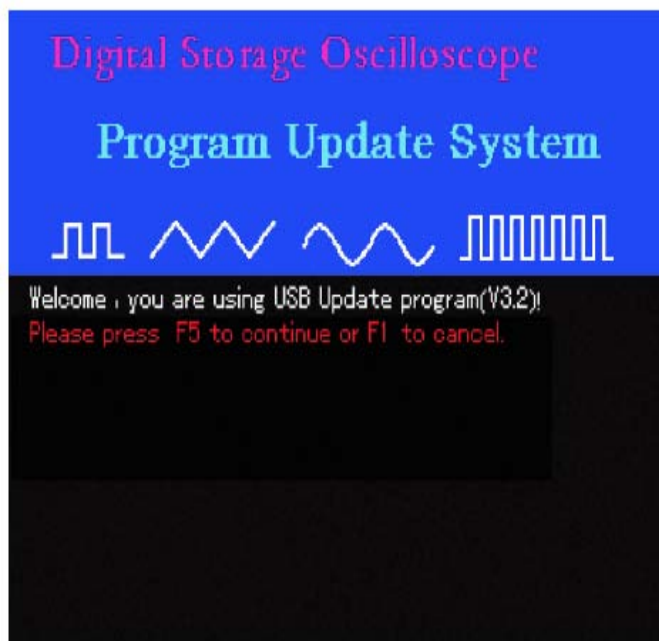 Digital Storage Oscilloscope
Program Update System
Welcome , you are using USB Update program(V3.2)!
Please press F5 to continue or F1 to cancel.